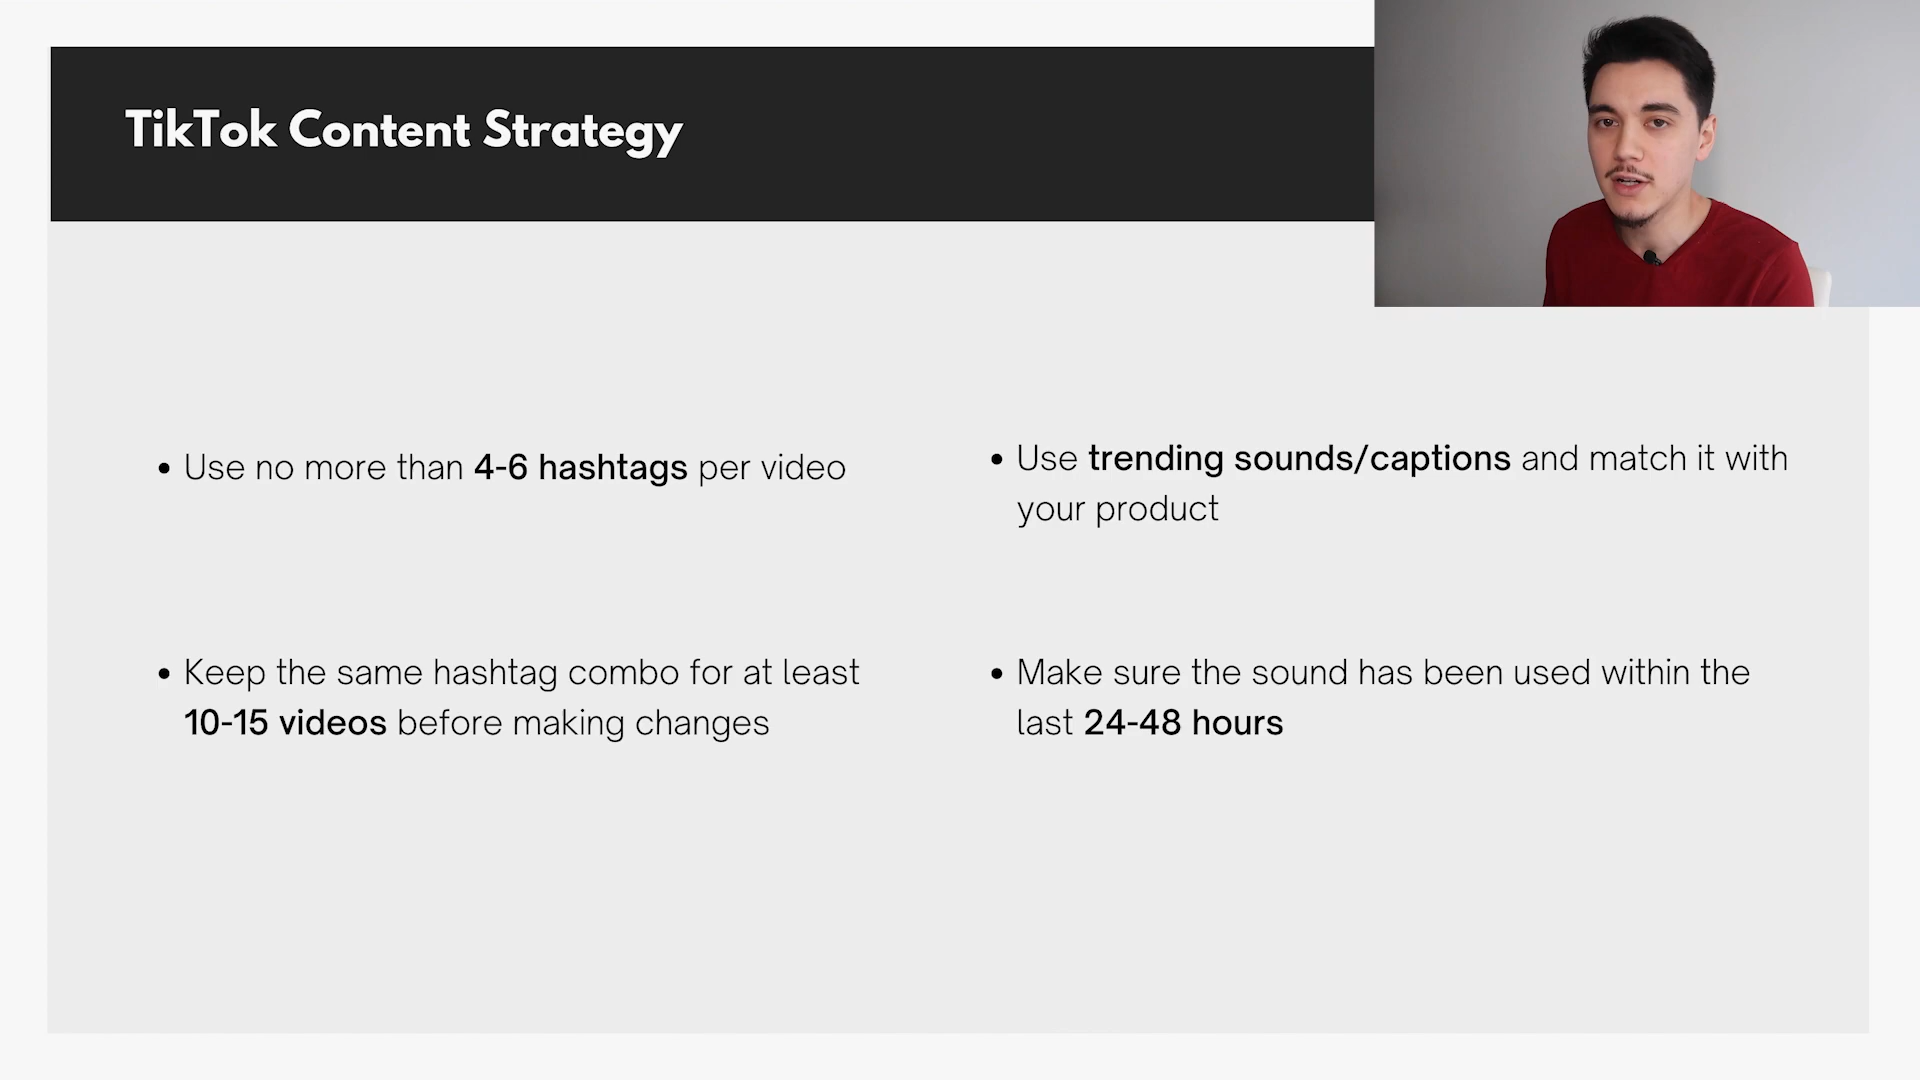 TikTok Content Strategy
• Use no more than 4-6 hashtags per video
• Keep the same hashtag combo for at least
10-15 videos before making changes
• Use trending sounds/captions and match it with
your product
• Make sure the sound has been used within the
last 24-48 hours